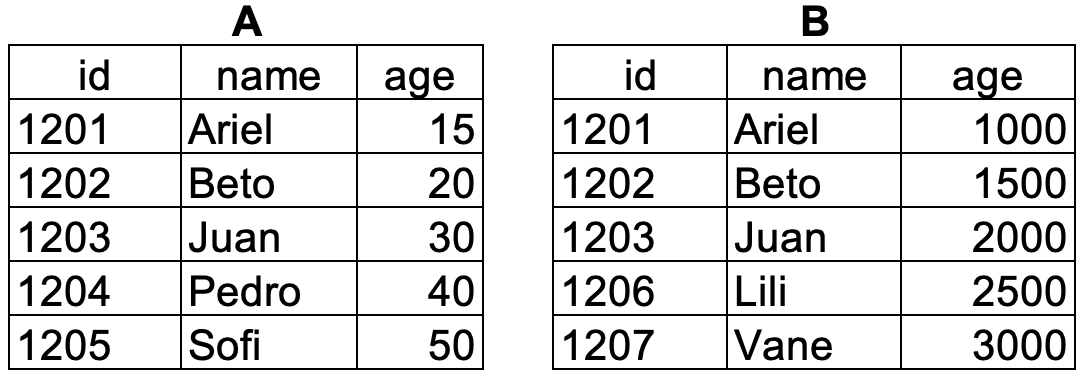 A B
id name age id name age
1201 Ariel 15 1201 Ariel 1000
1202 Beto 20 1202 Beto 1500
1203 Juan 30 1203 Juan 2000
1204 Pedro 40 1206 Lili 2500
1205 Sofi 50 1207 Vane 3000